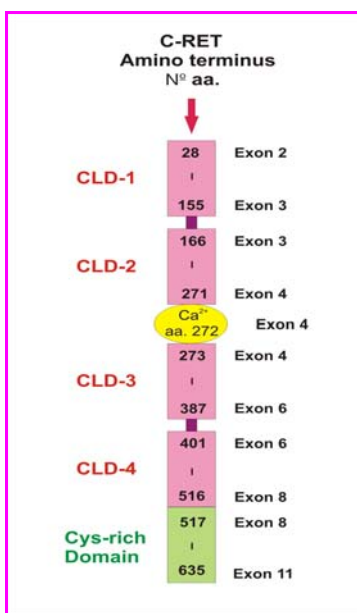 C-RET
Amino terminus
Nº aa.
28 Exon 2
CLD-1
155 Exon 3
166 Exon 3
CLD-2
271 Exon 4
Ca²⁺
aa. 272 Exon 4
273 Exon 4
CLD-3
387 Exon 6
401 Exon 6
CLD-4
516 Exon 8
517 Exon 8
Cys-rich
Domain
635 Exon 11